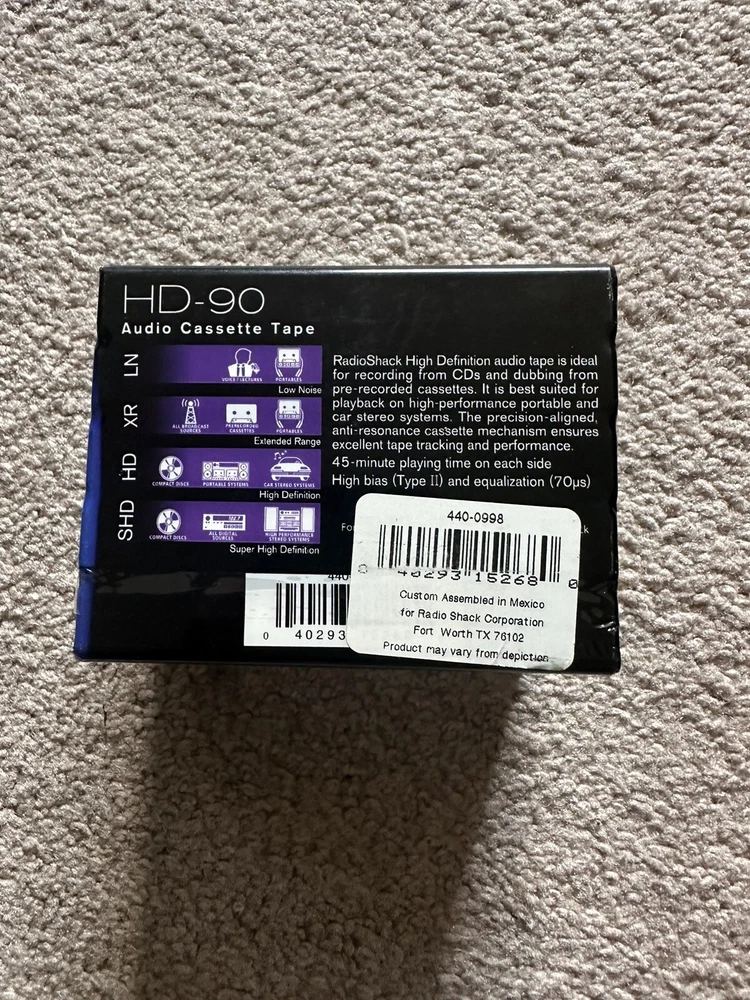 HD-90
Audio Cassette Tape
LN
VOICE / LECTURES PORTABLES
Low Noise
XR
ALL BROADCAST SOURCES PRERECORDED CASSETTES PORTABLES
Extended Range
HD
COMPACT DISCS PORTABLE SYSTEMS CAR STEREO SYSTEMS
High Definition
SHD
COMPACT DISCS ALL DIGITAL SOURCES HIGH PERFORMANCE STEREO SYSTEMS
Super High Definition
RadioShack High Definition audio tape is ideal
for recording from CDs and dubbing from
pre-recorded cassettes. It is best suited for
playback on high-performance portable and
car stereo systems. The precision-aligned,
anti-resonance cassette mechanism ensures
excellent tape tracking and performance.
45-minute playing time on each side
High bias (Type II) and equalization (70µs)
440-0998
0 40293 15268 0
Custom Assembled in Mexico
for Radio Shack Corporation
Fort Worth TX 76102
Product may vary from depiction
440
0 40293